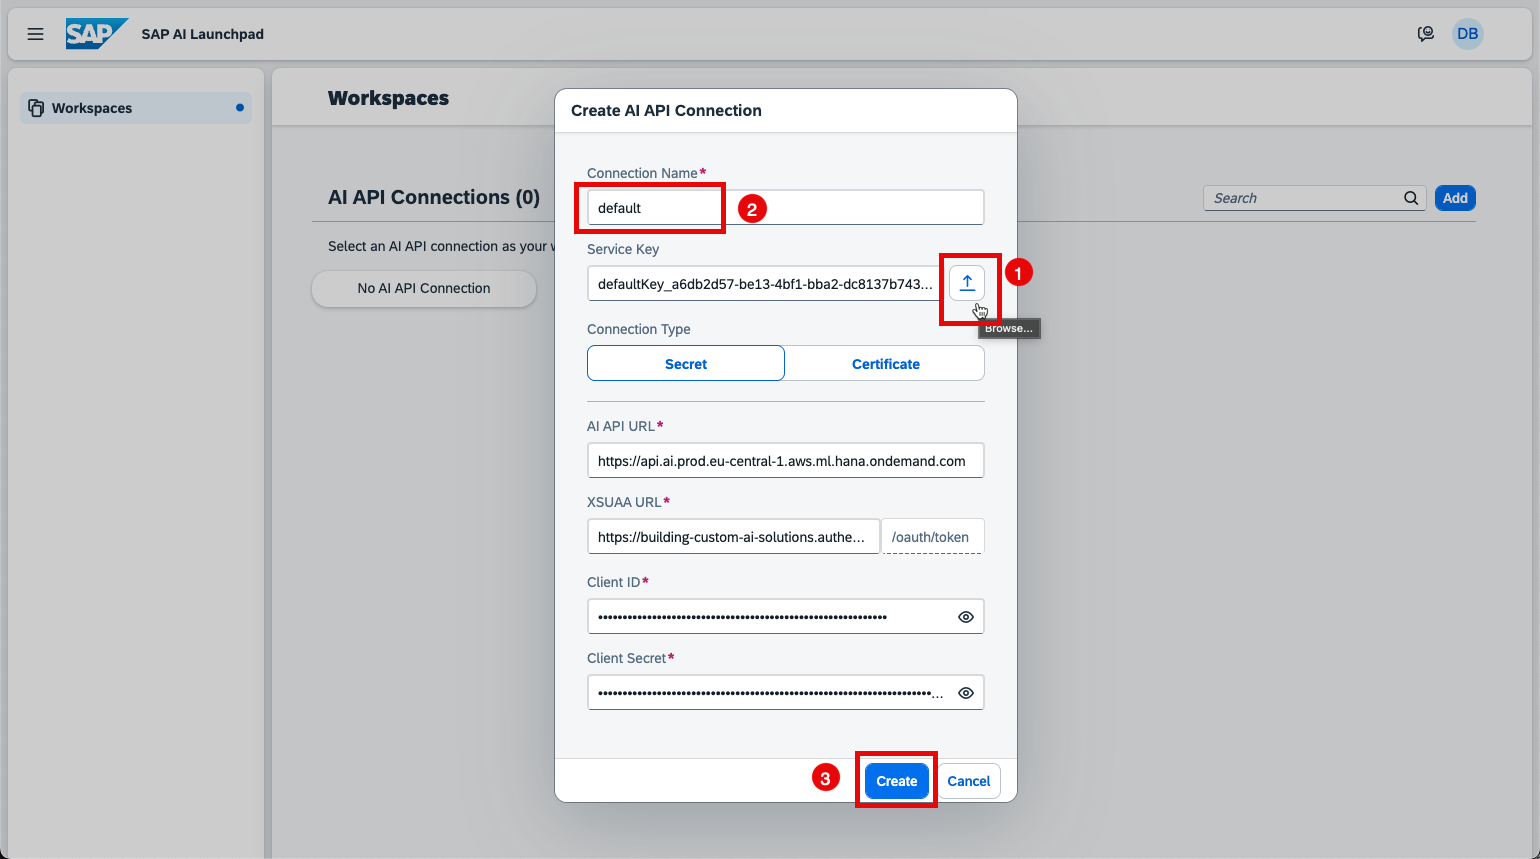 SAP
SAP AI Launchpad
DB
Workspaces
Workspaces
AI API Connections (0)
Search
Add
Select an AI API connection as your w
No AI API Connection
Create AI API Connection
Connection Name*
default
2
Service Key
defaultKey_a6db2d57-be13-4bf1-bba2-dc8137b743...
1
Browse...
Connection Type
Secret
Certificate
AI API URL*
https://api.ai.prod.eu-central-1.aws.ml.hana.ondemand.com
XSUAA URL*
https://building-custom-ai-solutions.authe...
/oauth/token
Client ID*
Client Secret*
3
Create
Cancel